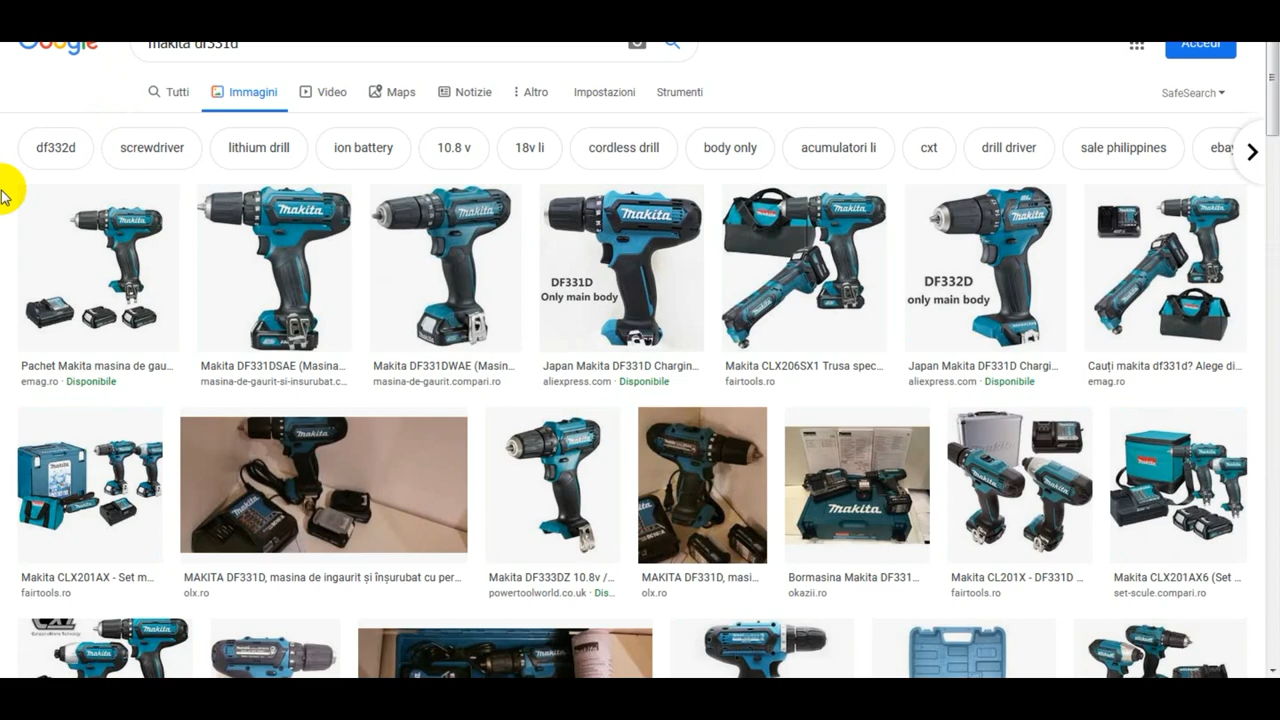 Google makita df331d Accedi
Tutti Immagini Video Maps Notizie Altro Impostazioni Strumenti SafeSearch
df332d screwdriver lithium drill ion battery 10.8 v 18v li cordless drill body only acumulatori li cxt drill driver sale philippines ebay
makita makita makita makita makita
DF331D
Only main body
DF332D
only main body
Pachet Makita masina de gau... Makita DF331DSAE (Masina... Makita DF331DWAE (Masin... Japan Makita DF331D Chargin... Makita CLX206SX1 Trusa spec... Japan Makita DF331D Chargi... Cauți makita df331d? Alege di...
emag.ro · Disponibile masina-de-gaurit-si-insurubat.c... masina-de-gaurit.compari.ro aliexpress.com · Disponibile fairtools.ro aliexpress.com · Disponibile emag.ro
makita makita makita
Makita CLX201AX - Set m... MAKITA DF331D, masina de ingaurit și înșurubat cu per... Makita DF333DZ 10.8v /... MAKITA DF331D, masi... Bormasina Makita DF331... Makita CL201X - DF331D ... Makita CLX201AX6 (Set ...
fairtools.ro olx.ro powertoolworld.co.uk · Dis... olx.ro okazii.ro fairtools.ro set-scule.compari.ro
CXT
makita makita